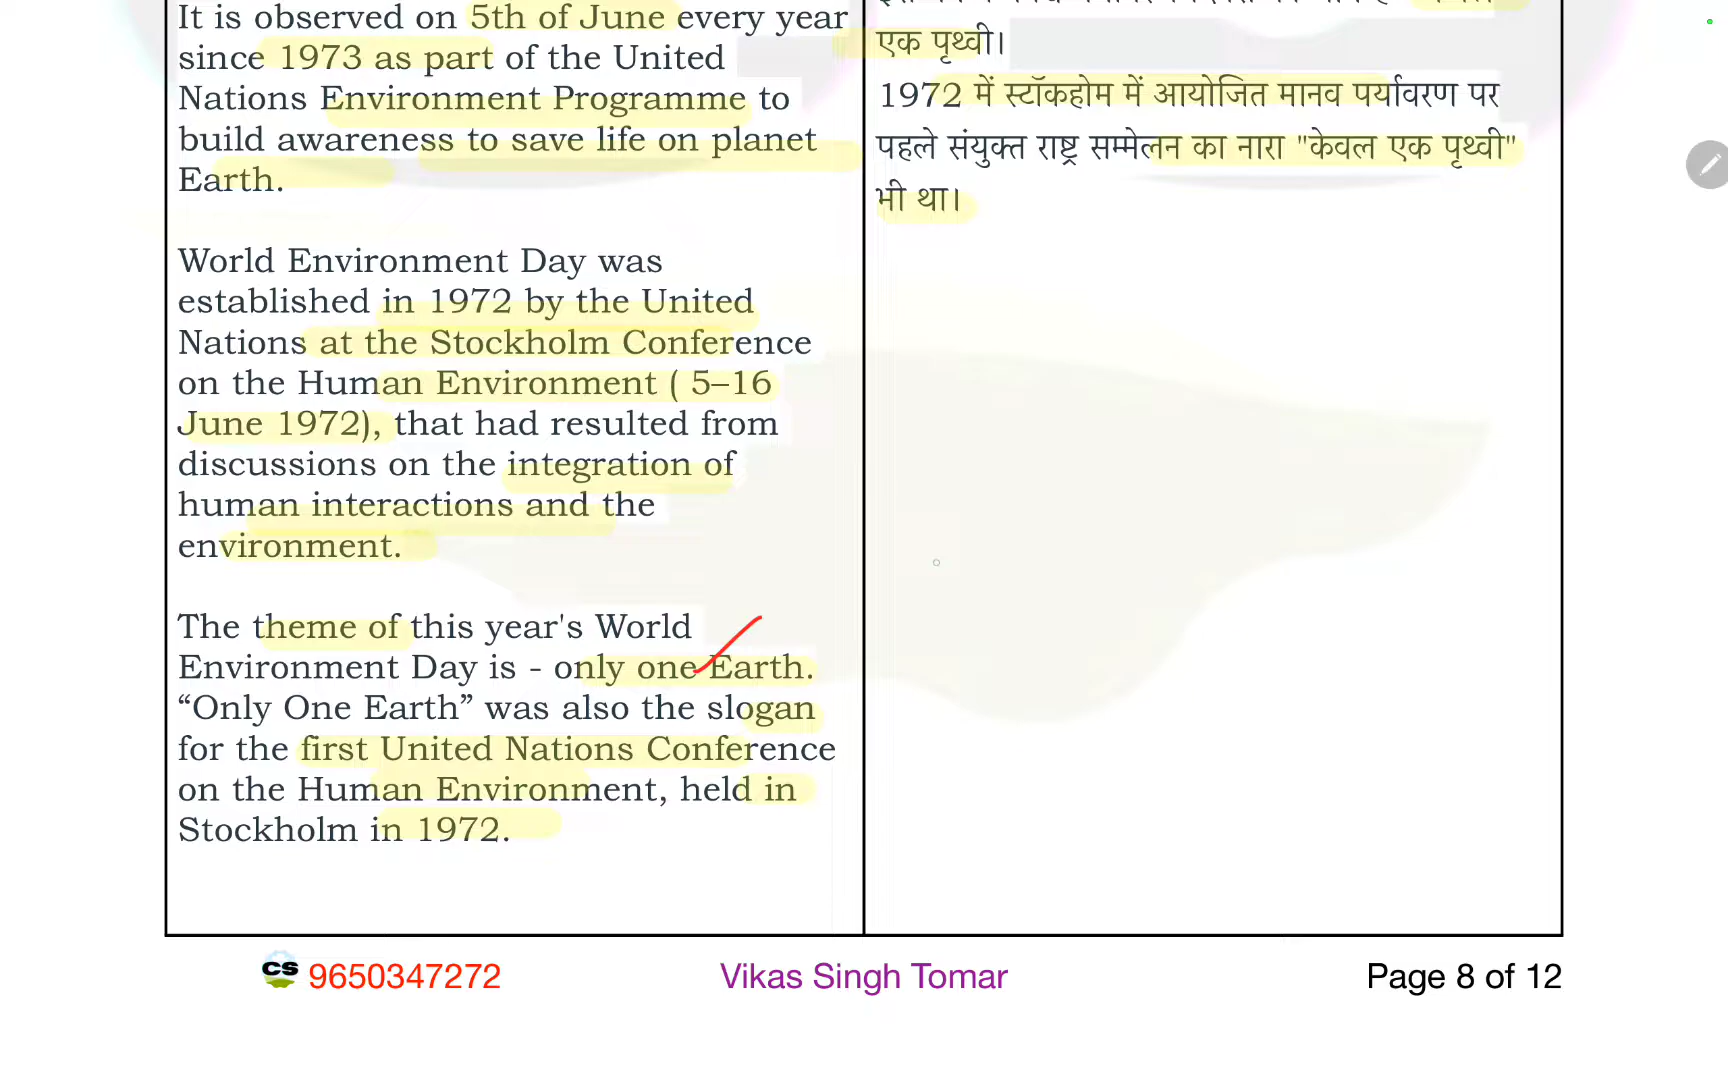 It is observed on 5th of June every year
since 1973 as part of the United
Nations Environment Programme to
build awareness to save life on planet
Earth.
World Environment Day was
established in 1972 by the United
Nations at the Stockholm Conference
on the Human Environment ( 5–16
June 1972), that had resulted from
discussions on the integration of
human interactions and the
environment.
The theme of this year's World
Environment Day is - only one Earth.
“Only One Earth” was also the slogan
for the first United Nations Conference
on the Human Environment, held in
Stockholm in 1972.
एक पृथ्वी।
1972 में स्टॉकहोम में आयोजित मानव पर्यावरण पर
पहले संयुक्त राष्ट्र सम्मेलन का नारा "केवल एक पृथ्वी"
भी था।
CS 9650347272
Vikas Singh Tomar
Page 8 of 12